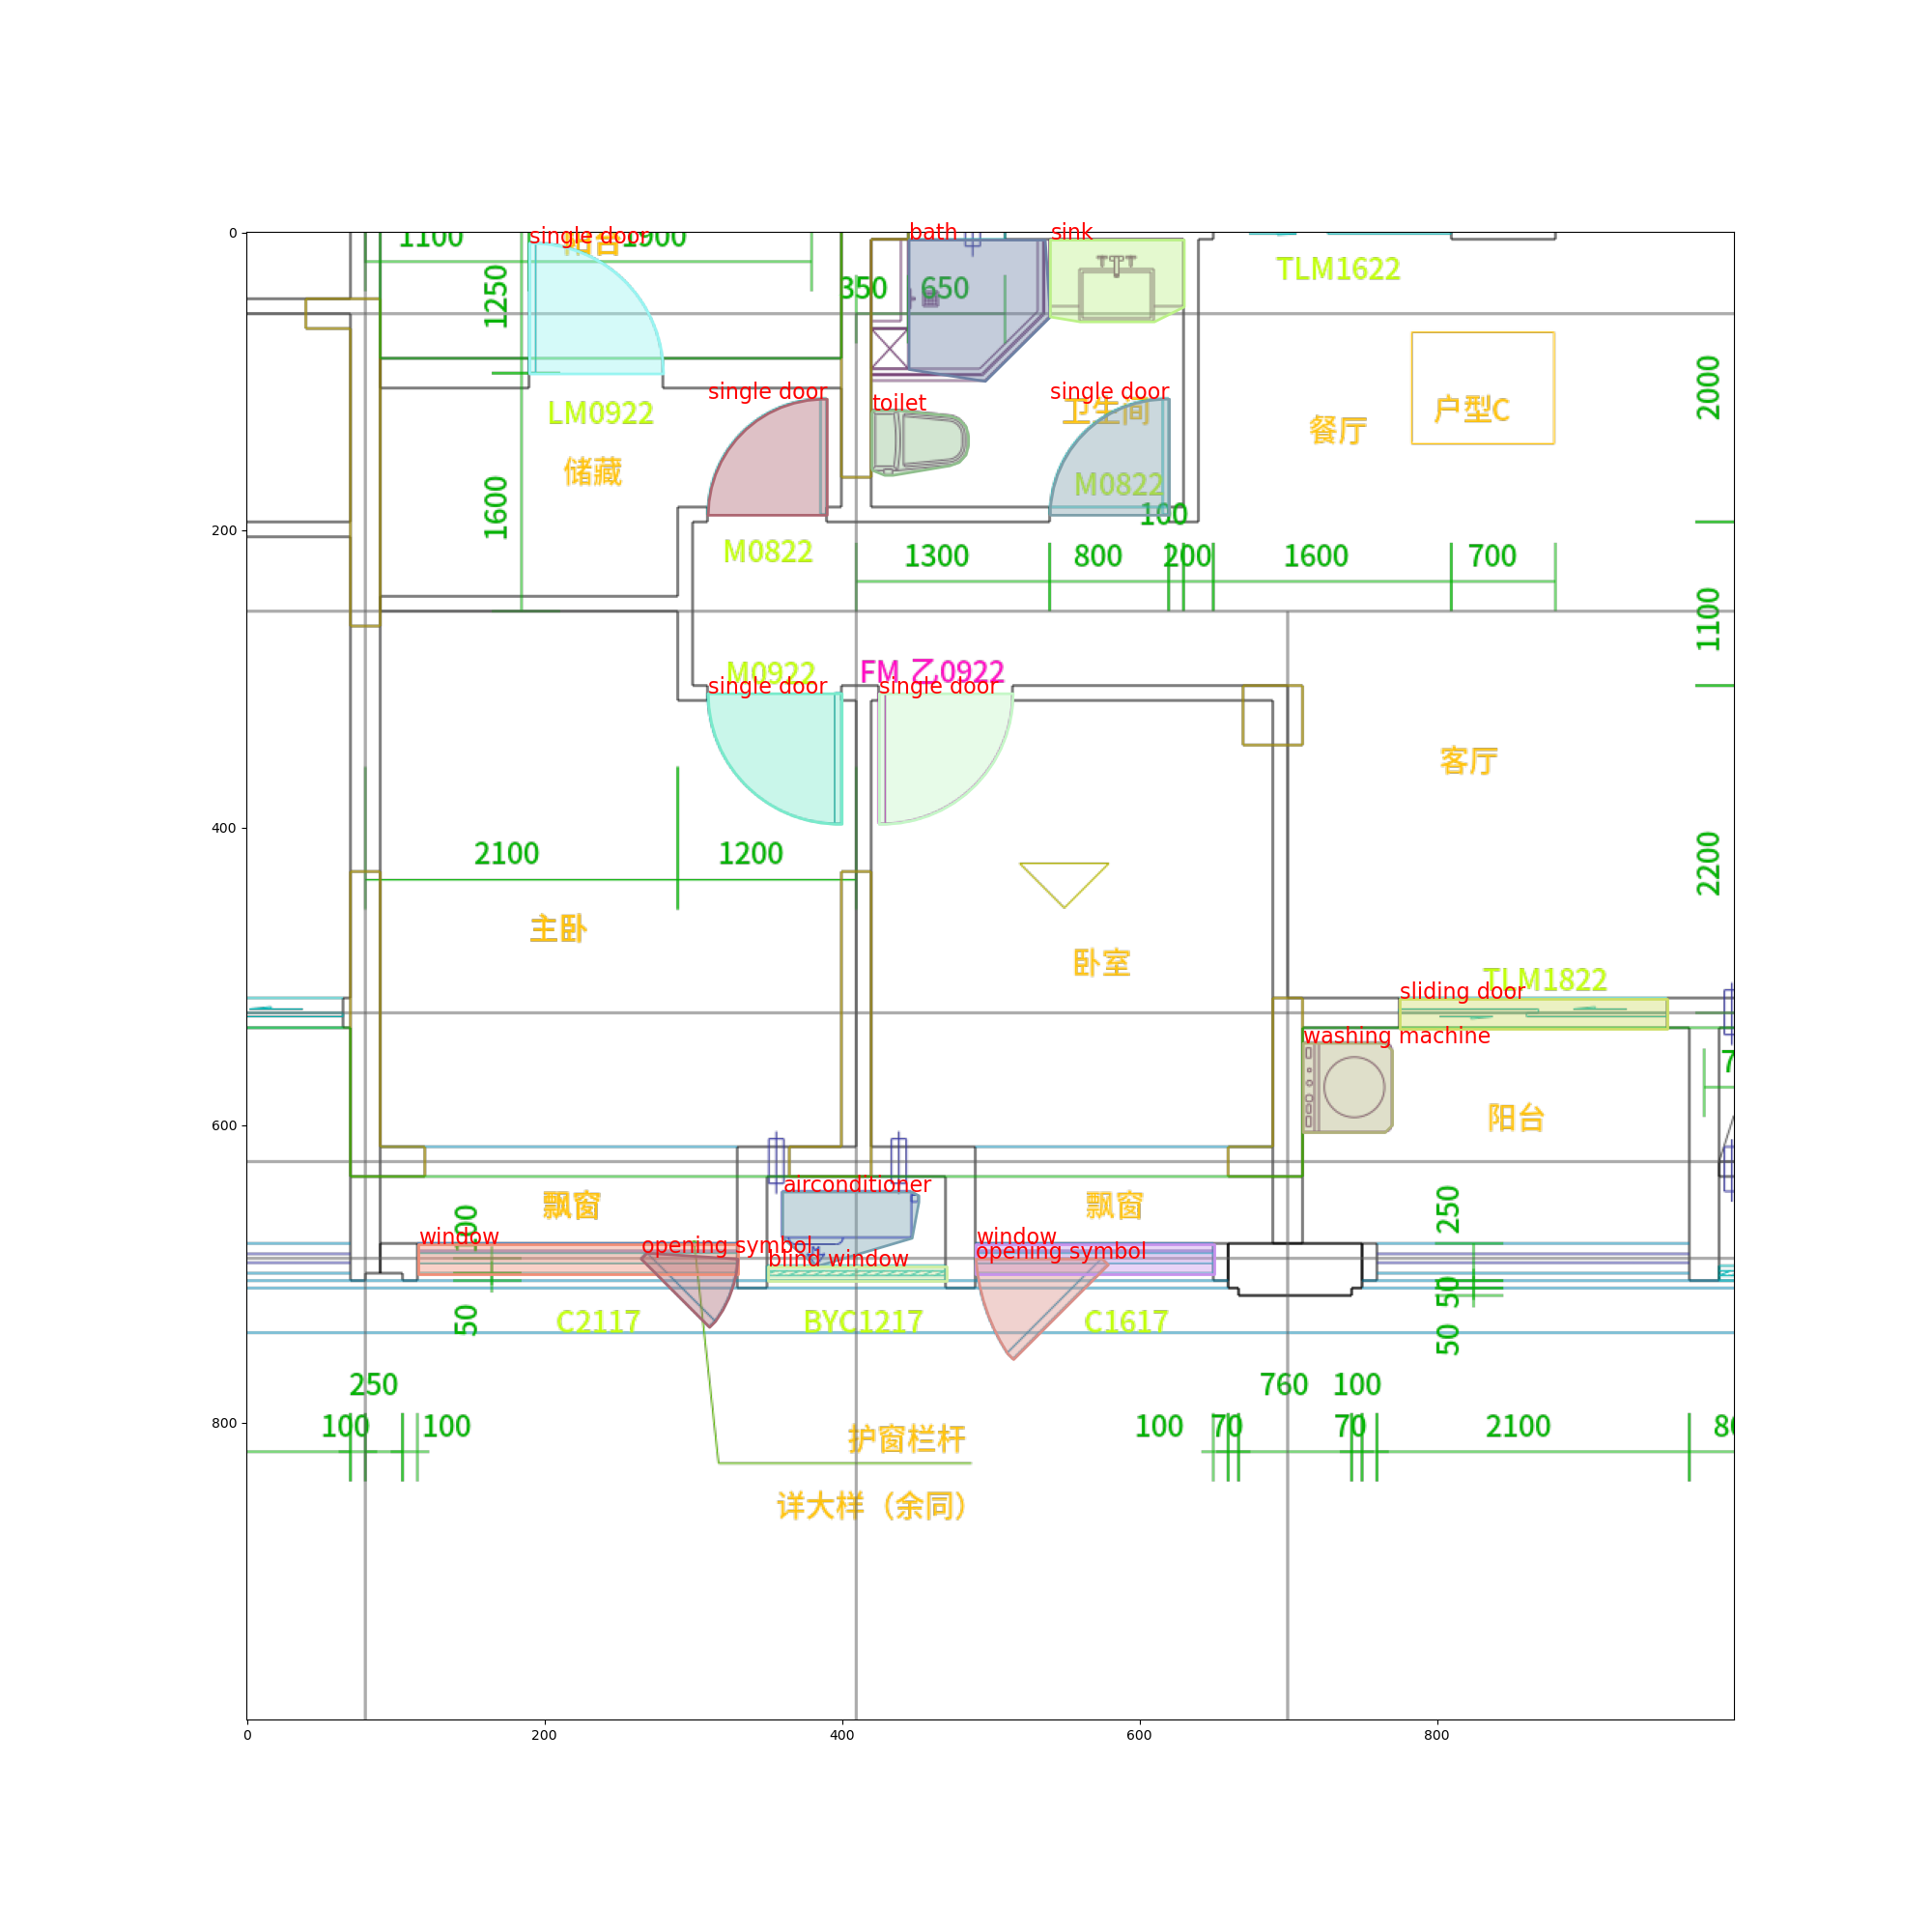 1100
阳台
1900
single door
bath
sink
TLM1622
1250
350
650
2000
single door
single door
toilet
LM0922
卫生间
餐厅
户型C
储藏
M0822
1600
100
M0822
1300
800
200
1600
700
1100
M0922
FM 乙0922
single door
single door
客厅
2100
1200
2200
主卧
卧室
TLM1822
sliding door
washing machine
阳台
airconditioner
飘窗
飘窗
250
window
opening symbol
blind window
window
opening symbol
50
C2117
BYC1217
C1617
50
50
250
760
100
100
100
护窗栏杆
100
70
70
2100
详大样（余同）
0
200
400
600
800
0
200
400
600
800